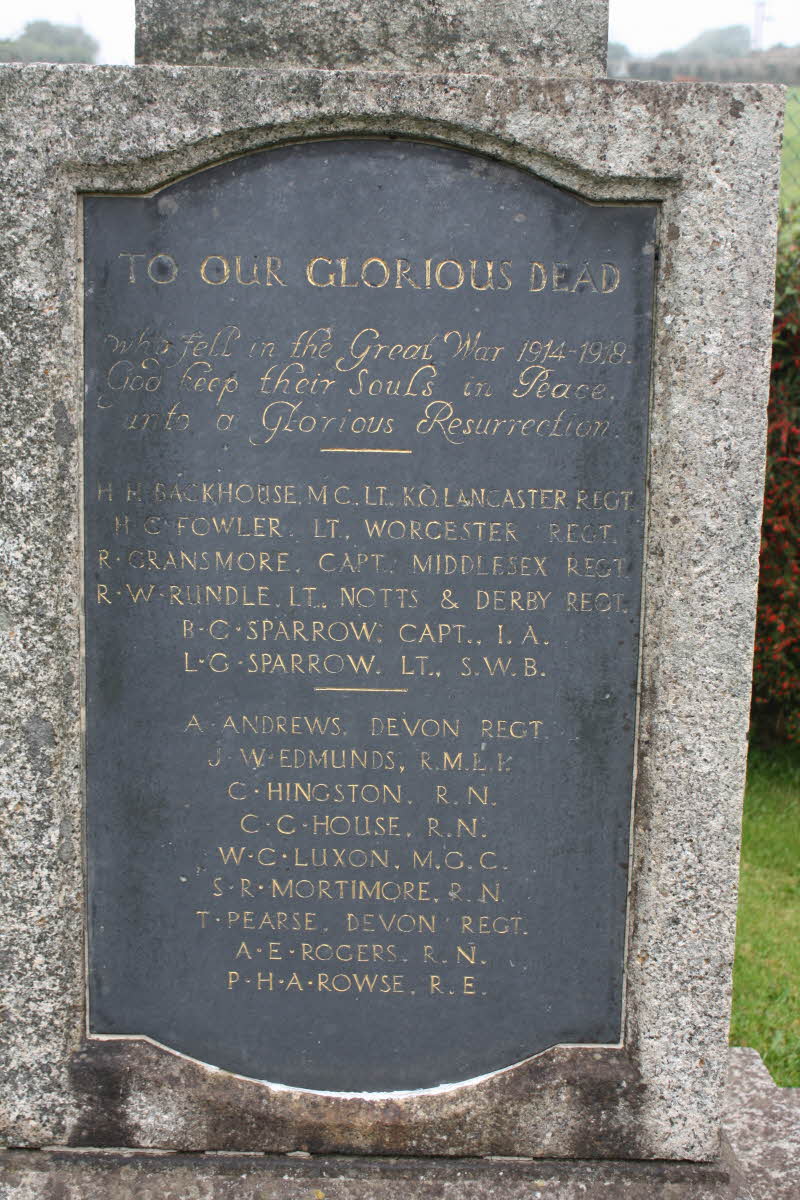 TO OUR GLORIOUS DEAD
who fell in the Great War 1914-1918.
God keep their Souls in Peace,
unto a Glorious Resurrection.
H·H·BACKHOUSE, M.C., LT., K.O. LANCASTER REGT.
H·C·FOWLER, LT., WORCESTER REGT.
R·CRANSMORE, CAPT., MIDDLESEX REGT.
R·W·RUNDLE, LT., NOTTS & DERBY REGT.
B·C·SPARROW, CAPT., I.A.
L·G·SPARROW, LT., S.W.B.
A·ANDREWS, DEVON REGT.
J·W·EDMUNDS, R.M.L.I.
C·HINGSTON, R.N.
C·C·HOUSE, R.N.
W·C·LUXON, M.G.C.
S·R·MORTIMORE, R.N.
T·PEARSE, DEVON REGT.
A·E·ROGERS, R.N.
P·H·A·ROWSE, R.E.